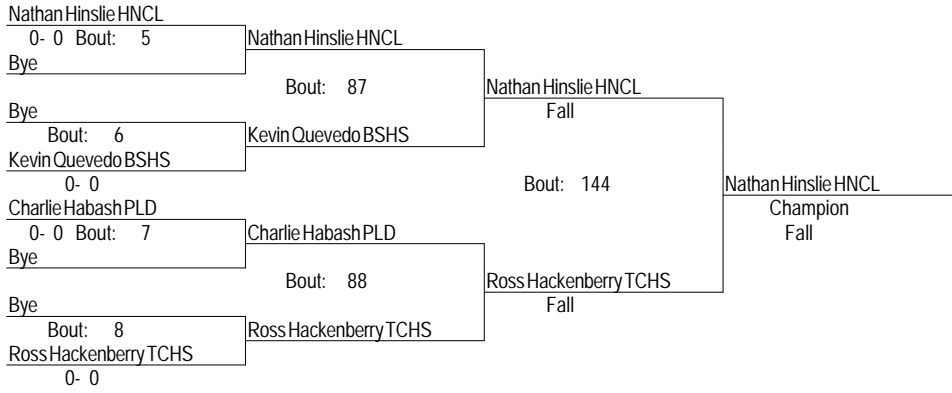 Nathan Hinslie HNCL
0- 0 Bout: 5
Nathan Hinslie HNCL
Bye
Bout: 87
Nathan Hinslie HNCL
Bye
Fall
Bout: 6
Kevin Quevedo BSHS
Kevin Quevedo BSHS
0- 0
Bout: 144
Nathan Hinslie HNCL
Charlie Habash PLD
Champion
0- 0 Bout: 7
Charlie Habash PLD
Fall
Bye
Bout: 88
Ross Hackenberry TCHS
Bye
Fall
Bout: 8
Ross Hackenberry TCHS
Ross Hackenberry TCHS
0- 0